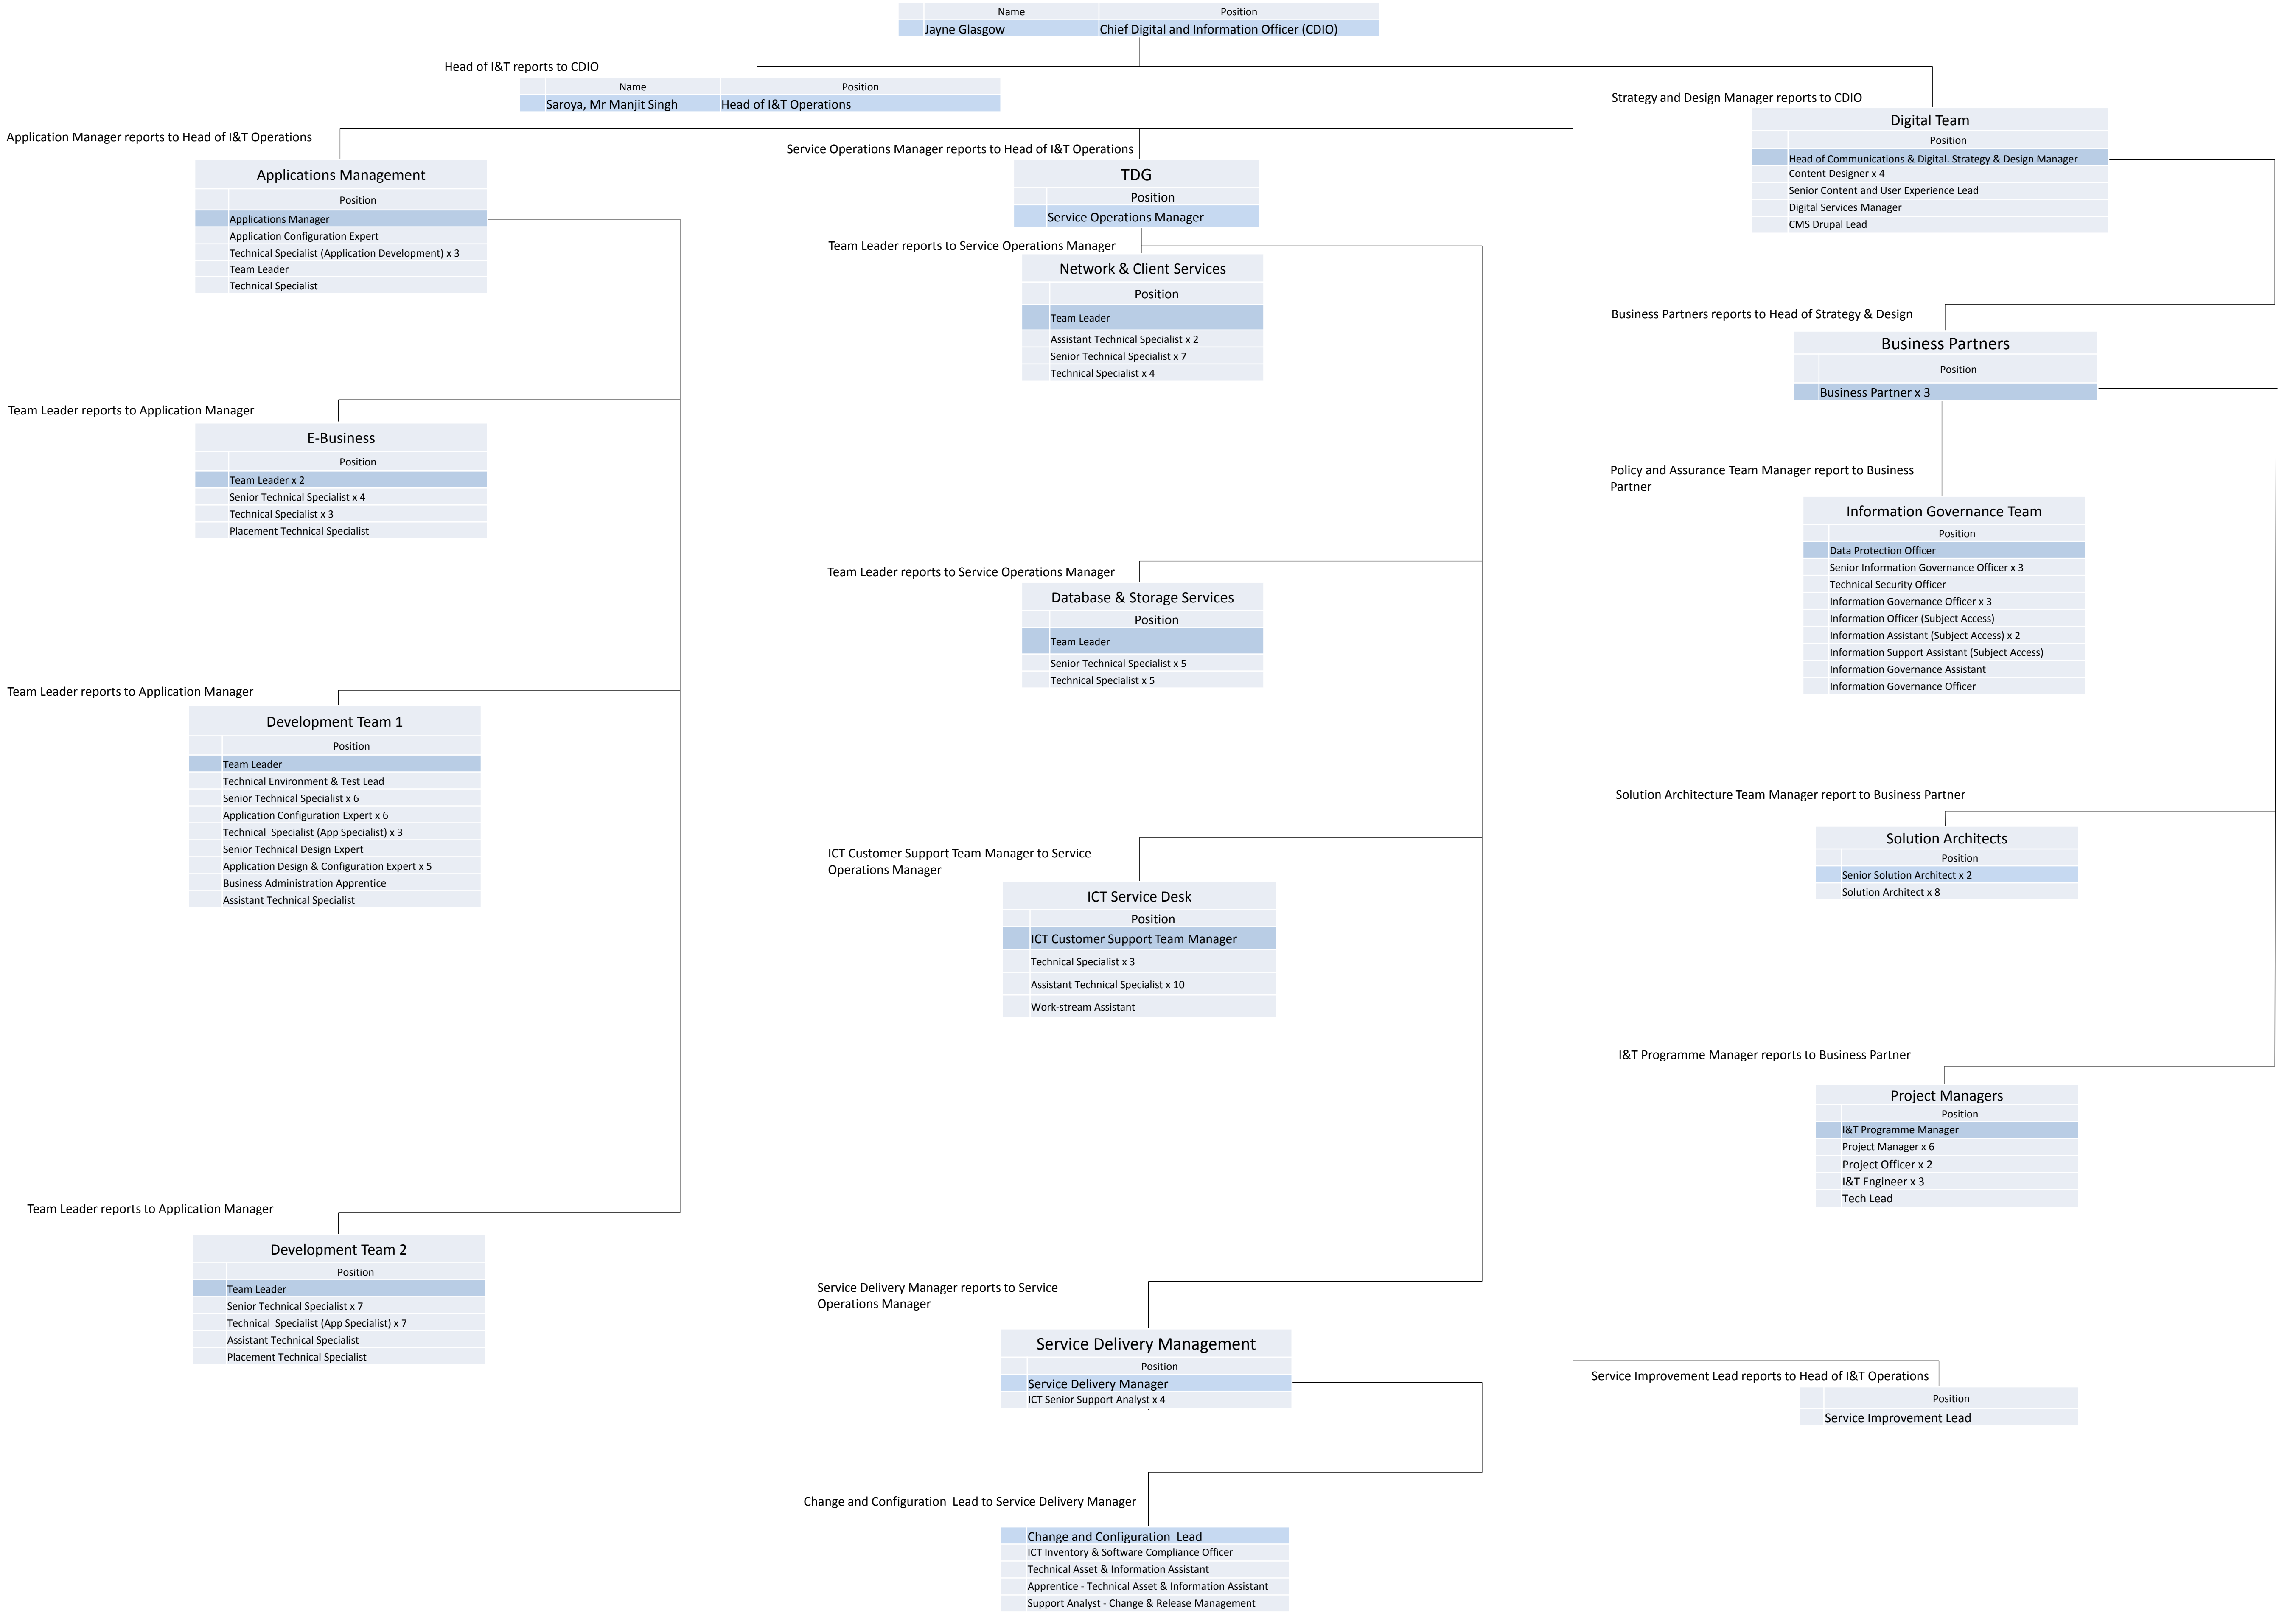 Name Position
Jayne Glasgow Chief Digital and Information Officer (CDIO)
Head of I&T reports to CDIO
Name Position
Saroya, Mr Manjit Singh Head of I&T Operations
Application Manager reports to Head of I&T Operations
Applications Management
Position
Applications Manager
Application Configuration Expert
Technical Specialist (Application Development) x 3
Team Leader
Technical Specialist
Team Leader reports to Application Manager
E-Business
Position
Team Leader x 2
Senior Technical Specialist x 4
Technical Specialist x 3
Placement Technical Specialist
Team Leader reports to Application Manager
Development Team 1
Position
Team Leader
Technical Environment & Test Lead
Senior Technical Specialist x 6
Application Configuration Expert x 6
Technical  Specialist (App Specialist) x 3
Senior Technical Design Expert
Application Design & Configuration Expert x 5
Business Administration Apprentice
Assistant Technical Specialist
Team Leader reports to Application Manager
Development Team 2
Position
Team Leader
Senior Technical Specialist x 7
Technical  Specialist (App Specialist) x 7
Assistant Technical Specialist
Placement Technical Specialist
Service Operations Manager reports to Head of I&T Operations
TDG
Position
Service Operations Manager
Team Leader reports to Service Operations Manager
Network & Client Services
Position
Team Leader
Assistant Technical Specialist x 2
Senior Technical Specialist x 7
Technical Specialist x 4
Team Leader reports to Service Operations Manager
Database & Storage Services
Position
Team Leader
Senior Technical Specialist x 5
Technical Specialist x 5
ICT Customer Support Team Manager to Service
Operations Manager
ICT Service Desk
Position
ICT Customer Support Team Manager
Technical Specialist x 3
Assistant Technical Specialist x 10
Work-stream Assistant
Service Delivery Manager reports to Service
Operations Manager
Service Delivery Management
Position
Service Delivery Manager
ICT Senior Support Analyst x 4
Change and Configuration  Lead to Service Delivery Manager
Change and Configuration  Lead
ICT Inventory & Software Compliance Officer
Technical Asset & Information Assistant
Apprentice - Technical Asset & Information Assistant
Support Analyst - Change & Release Management
Strategy and Design Manager reports to CDIO
Digital Team
Position
Head of Communications & Digital. Strategy & Design Manager
Content Designer x 4
Senior Content and User Experience Lead
Digital Services Manager
CMS Drupal Lead
Business Partners reports to Head of Strategy & Design
Business Partners
Position
Business Partner x 3
Policy and Assurance Team Manager report to Business
Partner
Information Governance Team
Position
Data Protection Officer
Senior Information Governance Officer x 3
Technical Security Officer
Information Governance Officer x 3
Information Officer (Subject Access)
Information Assistant (Subject Access) x 2
Information Support Assistant (Subject Access)
Information Governance Assistant
Information Governance Officer
Solution Architecture Team Manager report to Business Partner
Solution Architects
Position
Senior Solution Architect x 2
Solution Architect x 8
I&T Programme Manager reports to Business Partner
Project Managers
Position
I&T Programme Manager
Project Manager x 6
Project Officer x 2
I&T Engineer x 3
Tech Lead
Service Improvement Lead reports to Head of I&T Operations
Position
Service Improvement Lead